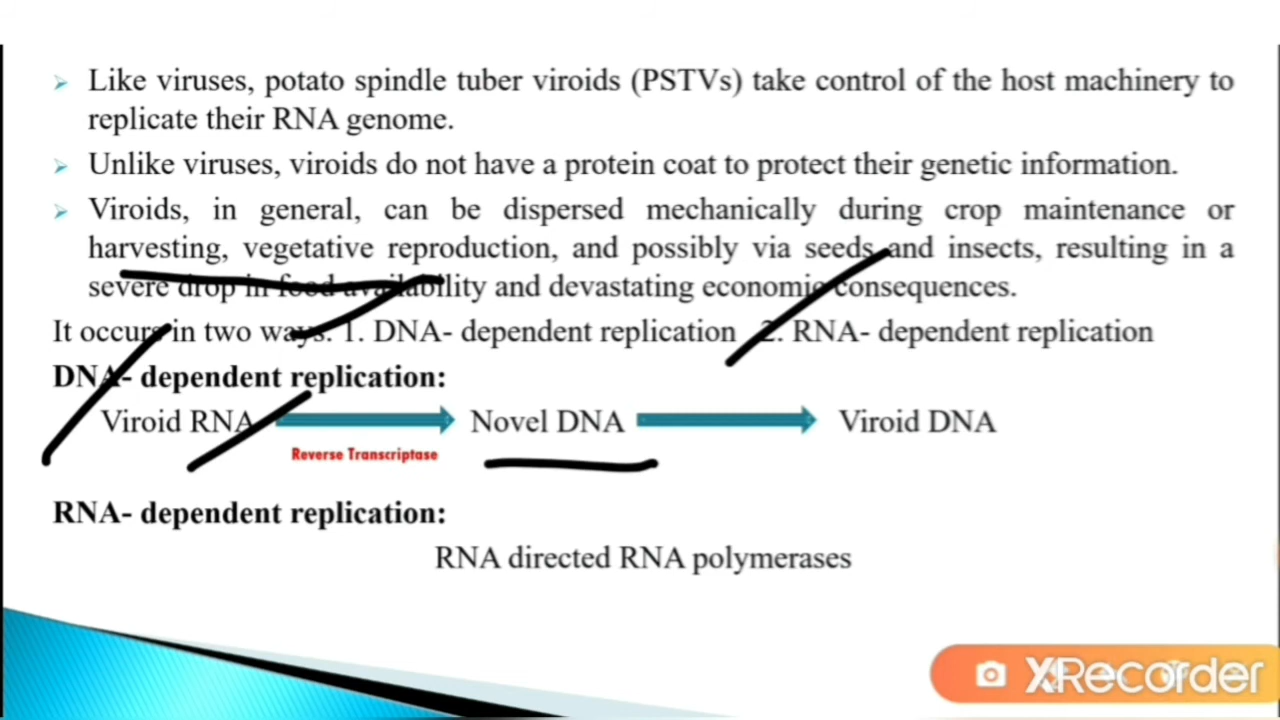 Like viruses, potato spindle tuber viroids (PSTVs) take control of the host machinery to
replicate their RNA genome.
Unlike viruses, viroids do not have a protein coat to protect their genetic information.
Viroids, in general, can be dispersed mechanically during crop maintenance or
harvesting, vegetative reproduction, and possibly via seeds and insects, resulting in a
severe drop in food availability and devastating economic consequences.
It occurs in two ways. 1. DNA- dependent replication 2. RNA- dependent replication
DNA- dependent replication:
Viroid RNA Novel DNA Viroid DNA
Reverse Transcriptase
RNA- dependent replication:
RNA directed RNA polymerases
XRecorder